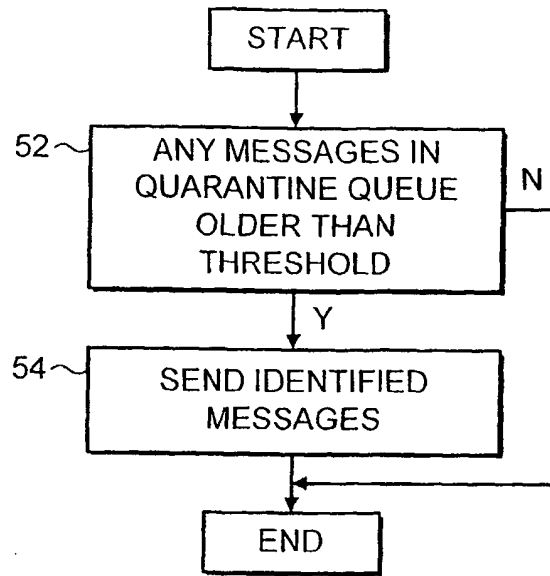 START
52
ANY MESSAGES IN
QUARANTINE QUEUE
OLDER THAN
THRESHOLD
N
Y
54
SEND IDENTIFIED
MESSAGES
END